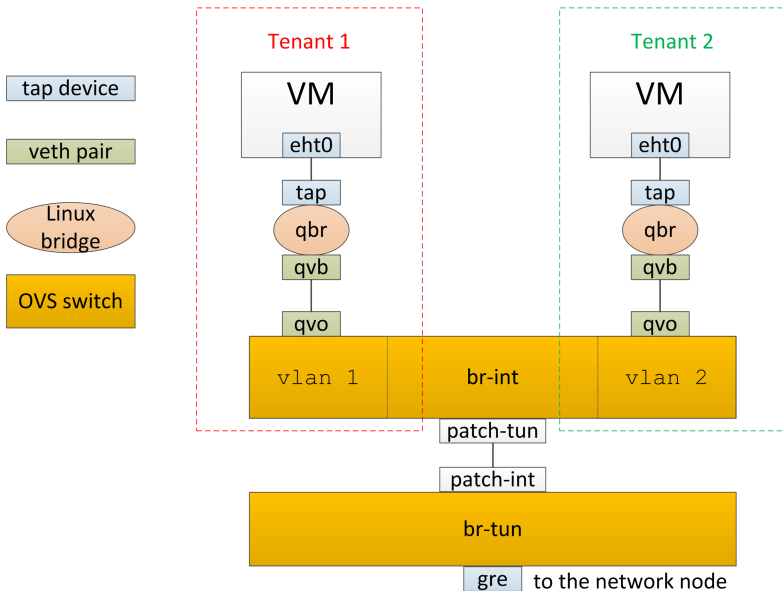 Tenant 1
Tenant 2
tap device
veth pair
Linux
bridge
OVS switch
VM
eht0
tap
qbr
qvb
qvo
VM
eht0
tap
qbr
qvb
qvo
vlan 1
br-int
vlan 2
patch-tun
patch-int
br-tun
gre
to the network node